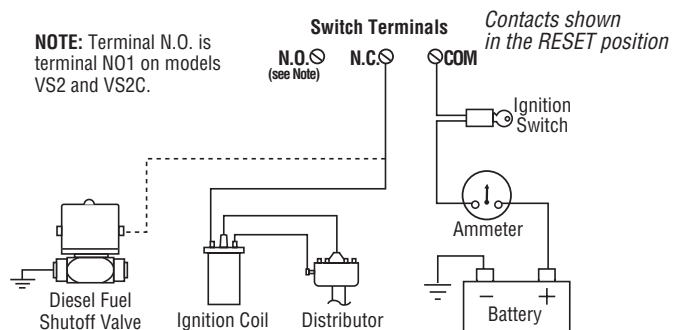 Switch Terminals
Contacts shown
in the RESET position
NOTE: Terminal N.O. is
terminal NO1 on models
VS2 and VS2C.
N.O.
(see Note)
N.C.
COM
Ignition
Switch
Ammeter
Diesel Fuel
Shutoff Valve
Ignition Coil
Distributor
– +
Battery